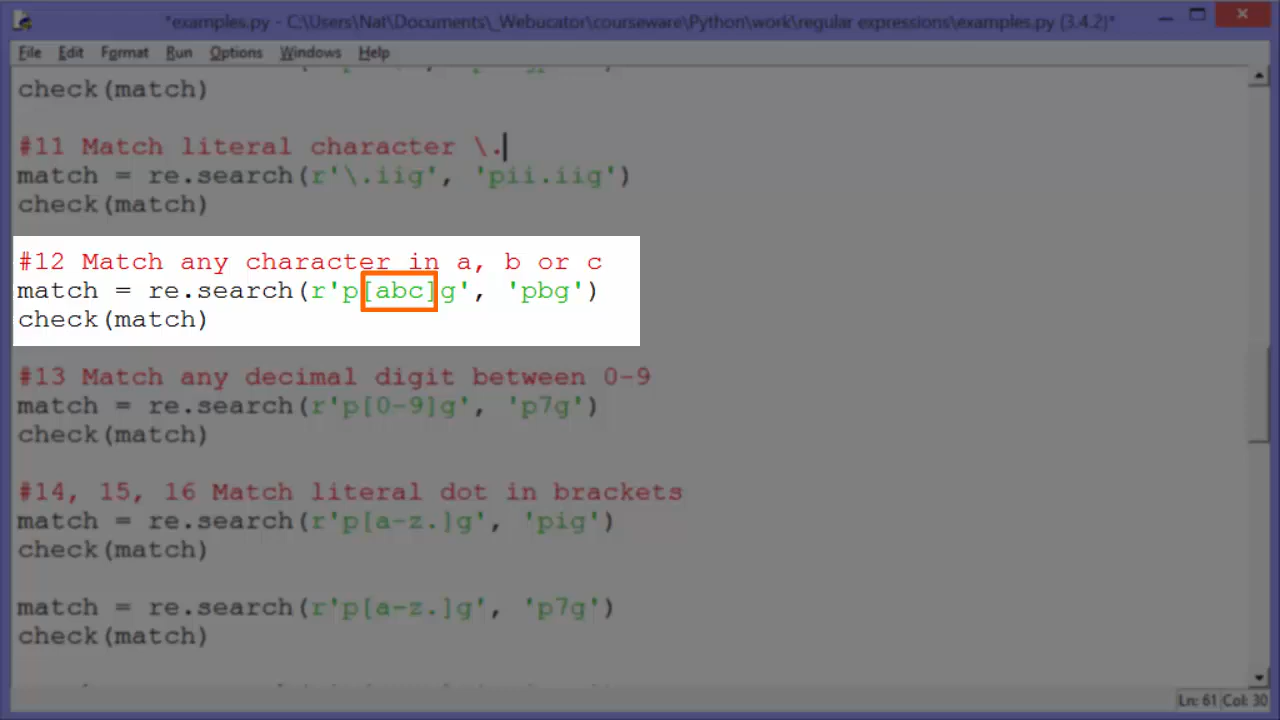 *examples.py - C:\Users\Nat\Documents\_Webucator\courseware\Python\work\regular expressions\examples.py (3.4.2)*
File Edit Format Run Options Windows Help
check(match)
#11 Match literal character \.
match = re.search(r'\.iig', 'pii.iig')
check(match)
#12 Match any character in a, b or c
match = re.search(r'p[abc]g', 'pbg')
check(match)
#13 Match any decimal digit between 0-9
match = re.search(r'p[0-9]g', 'p7g')
check(match)
#14, 15, 16 Match literal dot in brackets
match = re.search(r'p[a-z.]g', 'pig')
check(match)
match = re.search(r'p[a-z.]g', 'p7g')
check(match)
Ln: 61 Col: 30